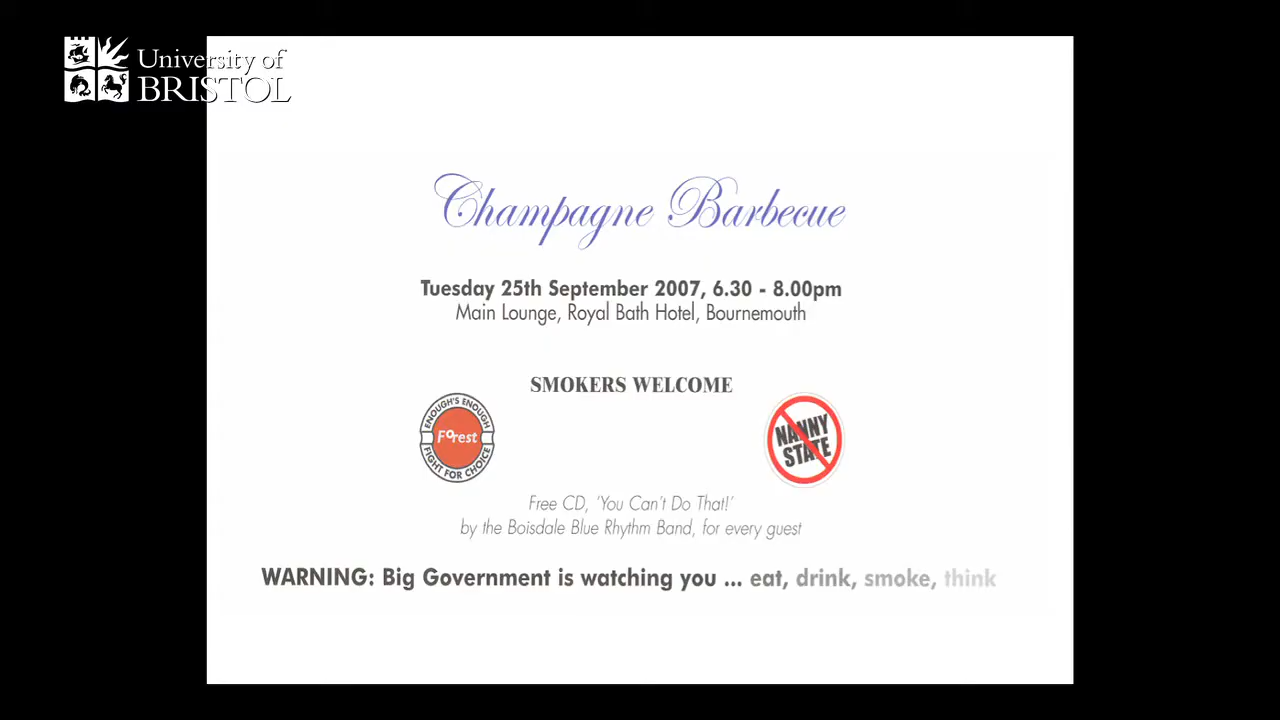 University of
BRISTOL
Champagne Barbecue
Tuesday 25th September 2007, 6.30 - 8.00pm
Main Lounge, Royal Bath Hotel, Bournemouth
SMOKERS WELCOME
ENOUGH'S ENOUGH
Forest
FIGHT FOR CHOICE
NANNY
STATE
Free CD, 'You Can't Do That!'
by the Boisdale Blue Rhythm Band, for every guest
WARNING: Big Government is watching you ... eat, drink, smoke, think